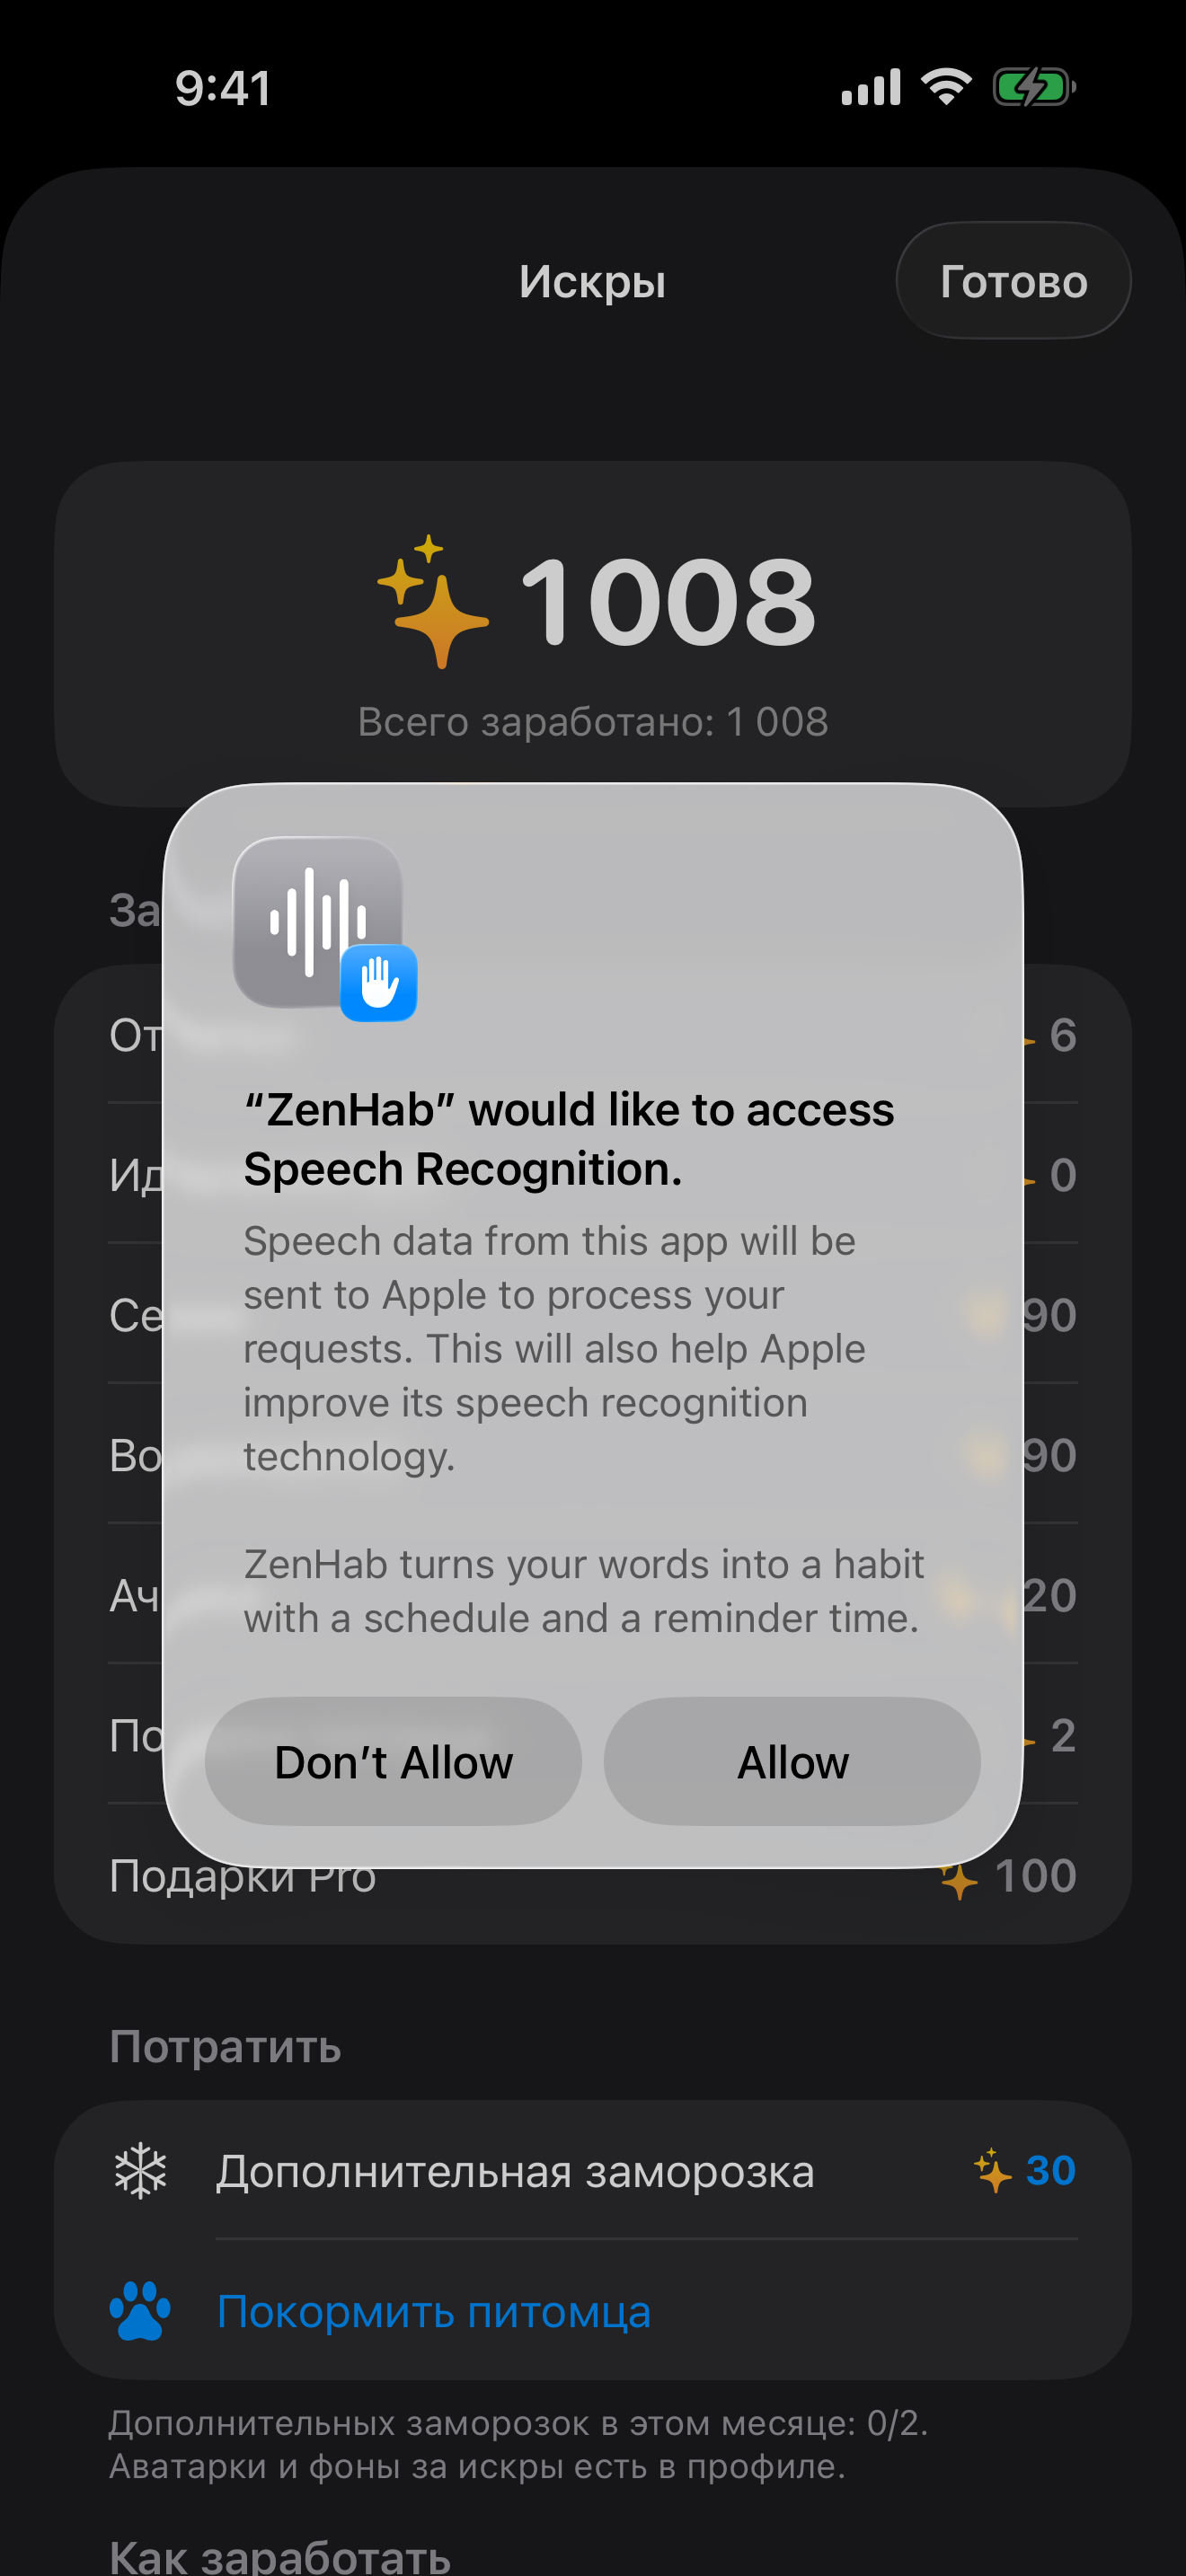 9:41
Искры
Готово
1 008
Всего заработано: 1 008
“ZenHab” would like to access
Speech Recognition.
Speech data from this app will be
sent to Apple to process your
requests. This will also help Apple
improve its speech recognition
technology.
ZenHab turns your words into a habit
with a schedule and a reminder time.
Don’t Allow
Allow
6
0
90
90
20
2
Подарки Pro
100
Потратить
Дополнительная заморозка
30
Покормить питомца
Дополнительных заморозок в этом месяце: 0/2.
Аватарки и фоны за искры есть в профиле.
Как заработать